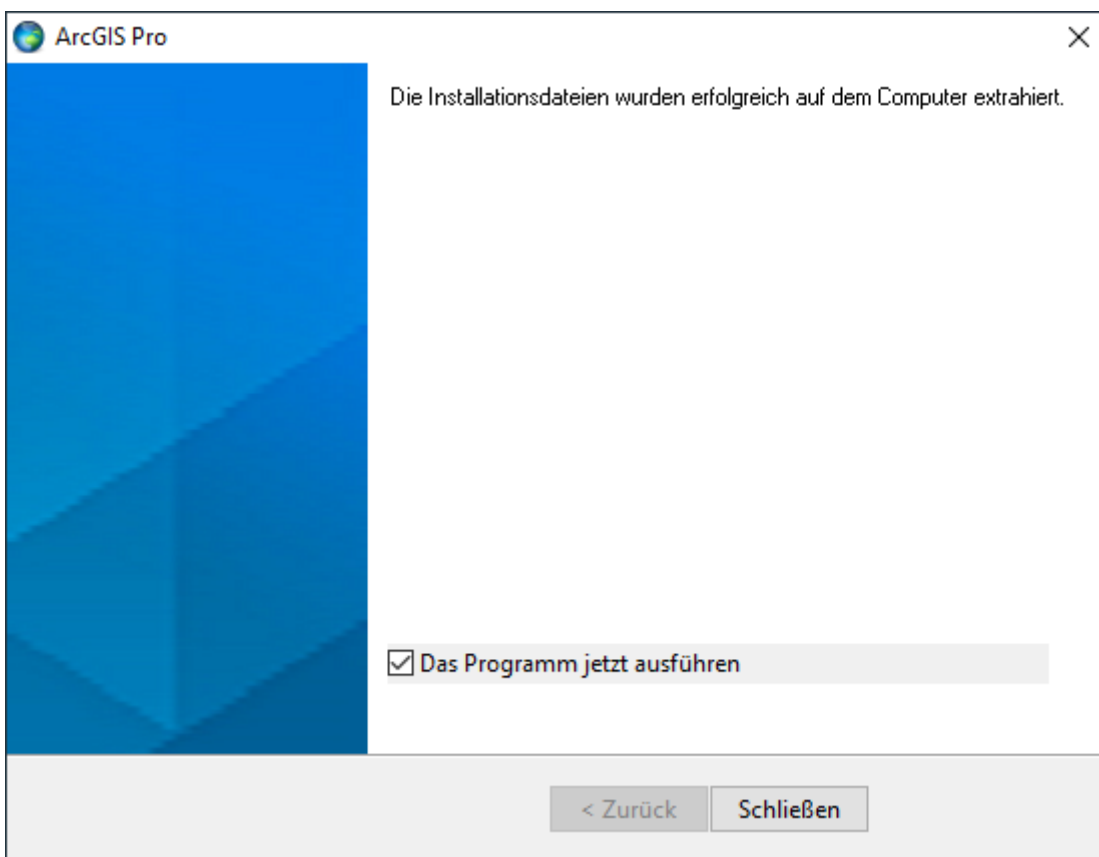 ArcGIS Pro
Die Installationsdateien wurden erfolgreich auf dem Computer extrahiert.
Das Programm jetzt ausführen
< Zurück
Schließen